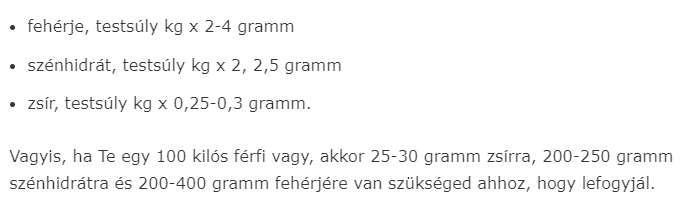 fehérje, testsúly kg x 2-4 gramm
szénhidrát, testsúly kg x 2, 2,5 gramm
zsír, testsúly kg x 0,25-0,3 gramm.
Vagyis, ha Te egy 100 kilós férfi vagy, akkor 25-30 gramm zsírra, 200-250 gramm
szénhidrátra és 200-400 gramm fehérjére van szükséged ahhoz, hogy lefogyjál.